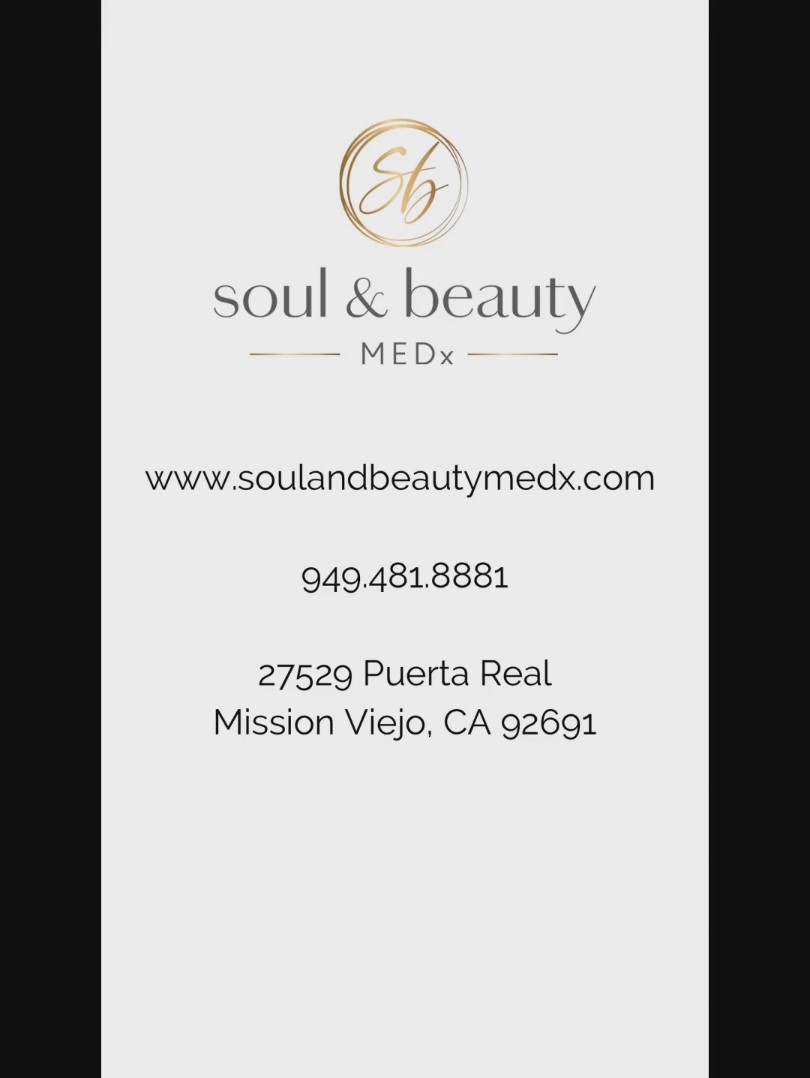 Sb
soul & beauty
MEDx
www.soulandbeautymedx.com
949.481.8881
27529 Puerta Real
Mission Viejo, CA 92691